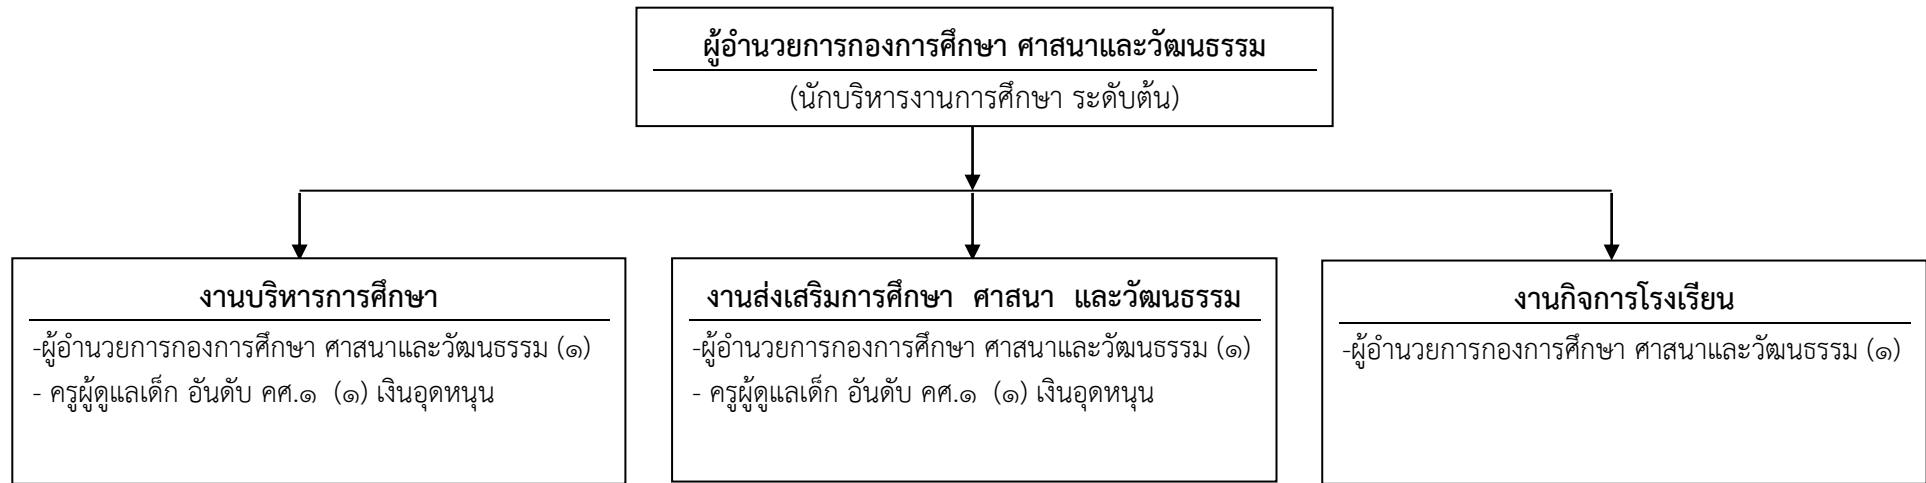 ผู้อำนวยการกองการศึกษา ศาสนาและวัฒนธรรม
(นักบริหารงานการศึกษา ระดับต้น)
งานบริหารการศึกษา
-ผู้อำนวยการกองการศึกษา ศาสนาและวัฒนธรรม (๑)
- ครูผู้ดูแลเด็ก อันดับ คศ.๑ (๑) เงินอุดหนุน
งานส่งเสริมการศึกษา ศาสนา และวัฒนธรรม
-ผู้อำนวยการกองการศึกษา ศาสนาและวัฒนธรรม (๑)
- ครูผู้ดูแลเด็ก อันดับ คศ.๑ (๑) เงินอุดหนุน
งานกิจการโรงเรียน
-ผู้อำนวยการกองการศึกษา ศาสนาและวัฒนธรรม (๑)